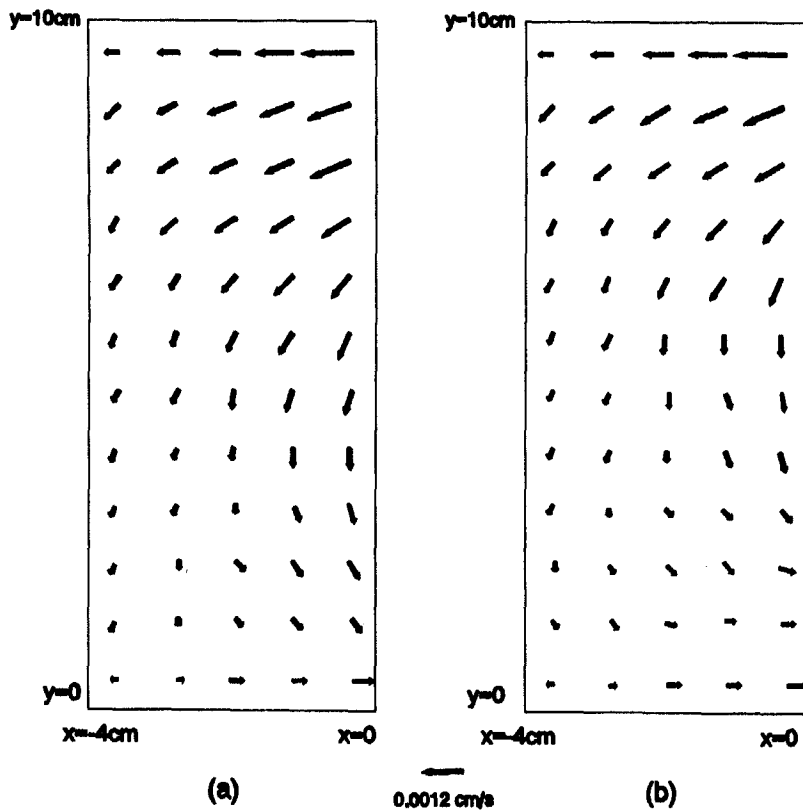 y=10cm
y=10cm
y=0
y=0
x=-4cm
x=0
x=-4cm
x=0
(a)
0.0012 cm/s
(b)